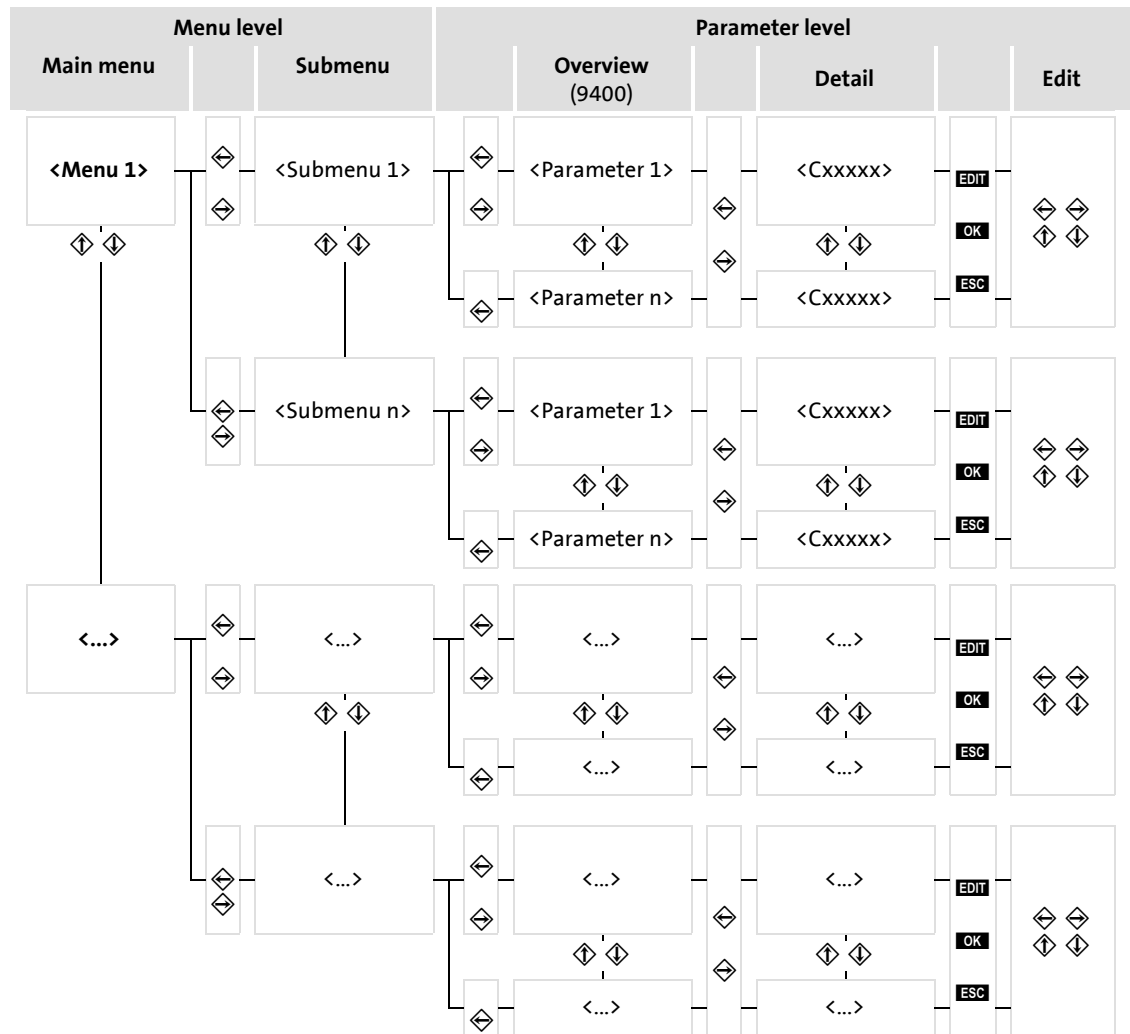 Menu level
Parameter level
Main menu
Submenu
Overview
(9400)
Detail
Edit
<Menu 1>
<Submenu 1>
<Parameter 1>
<Cxxxxx>
EDIT
OK
ESC
<Parameter n>
<Cxxxxx>
<Submenu n>
<Parameter 1>
<Cxxxxx>
EDIT
OK
ESC
<Parameter n>
<Cxxxxx>
<...>
<...>
<...>
<...>
EDIT
OK
ESC
<...>
<...>
<...>
<...>
<...>
EDIT
OK
ESC
<...>
<...>